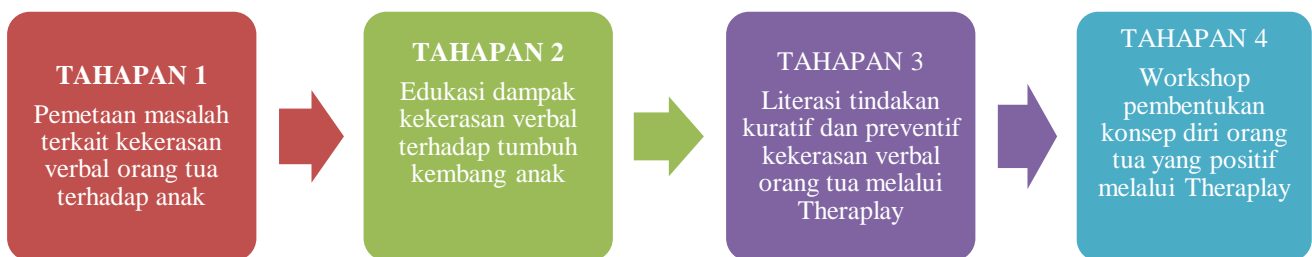 TAHAPAN 1
Pemetaan masalah
terkait kekerasan
verbal orang tua
terhadap anak
TAHAPAN 2
Edukasi dampak
kekerasan verbal
terhadap tumbuh
kembang anak
TAHAPAN 3
Literasi tindakan
kuratif dan preventif
kekerasan verbal
orang tua melalui
Theraplay
TAHAPAN 4
Workshop
pembentukan
konsep diri orang
tua yang positif
melalui Theraplay